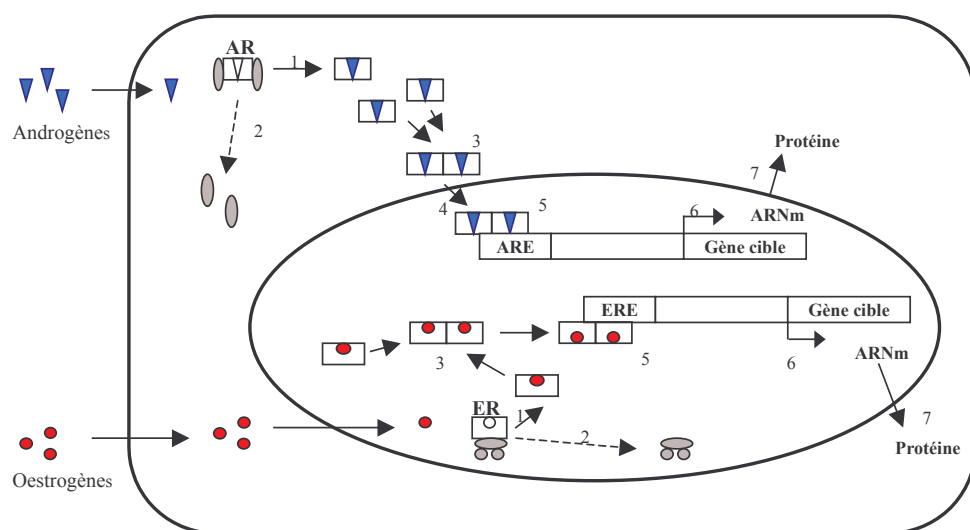 AR
1
Androgènes
2
3
Protéine
7
4
5
6
ARNm
ARE
Gène cible
ERE
Gène cible
3
5
6
ARNm
ER
1
2
7
Protéine
Oestrogènes